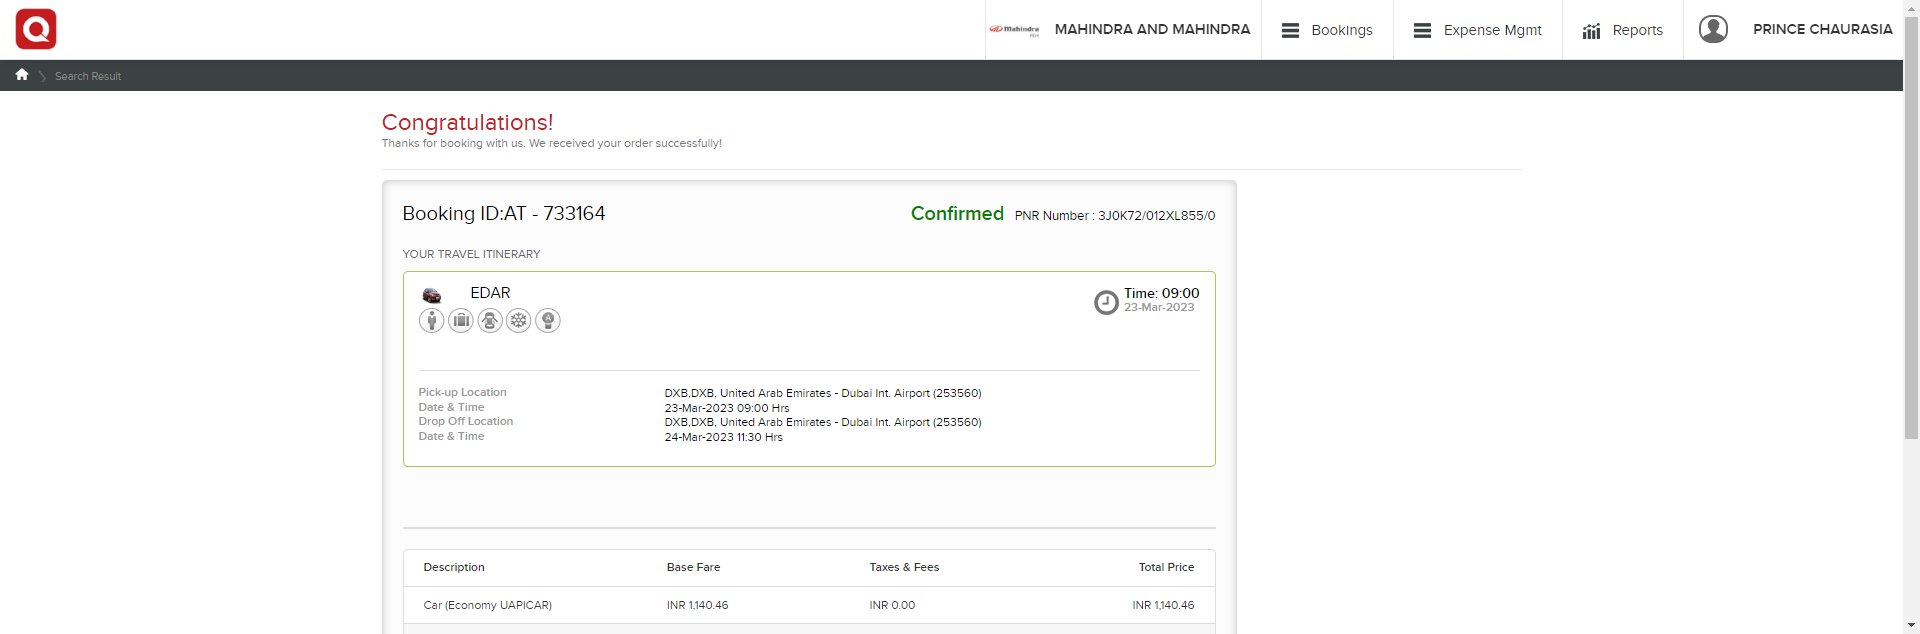 Mahindra
MAHINDRA AND MAHINDRA
Bookings
Expense Mgmt
Reports
PRINCE CHAURASIA
Search Result
Congratulations!
Thanks for booking with us. We received your order successfully!
Booking ID:AT - 733164
Confirmed PNR Number : 3J0K72/012XL855/0
YOUR TRAVEL ITINERARY
EDAR
Time: 09:00
23-Mar-2023
Pick-up Location DXB,DXB, United Arab Emirates - Dubai Int. Airport (253560)
Date & Time 23-Mar-2023 09:00 Hrs
Drop Off Location DXB,DXB, United Arab Emirates - Dubai Int. Airport (253560)
Date & Time 24-Mar-2023 11:30 Hrs
Description Base Fare Taxes & Fees Total Price
Car (Economy UAPICAR) INR 1,140.46 INR 0.00 INR 1,140.46